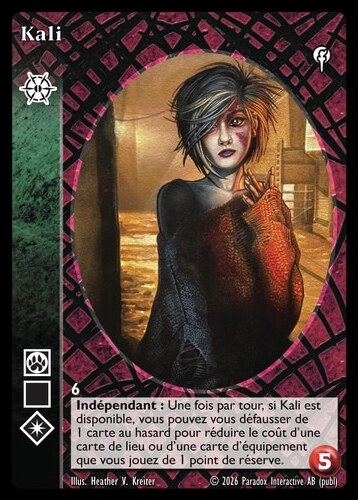 Kali
6
Indépendant : Une fois par tour, si Kali est
disponible, vous pouvez vous défausser de
1 carte au hasard pour réduire le coût d’une
carte de lieu ou d’une carte d’équipement
que vous jouez de 1 point de réserve.
5
Illus. Heather V. Kreiter
© 2026 Paradox Interactive AB (publ)